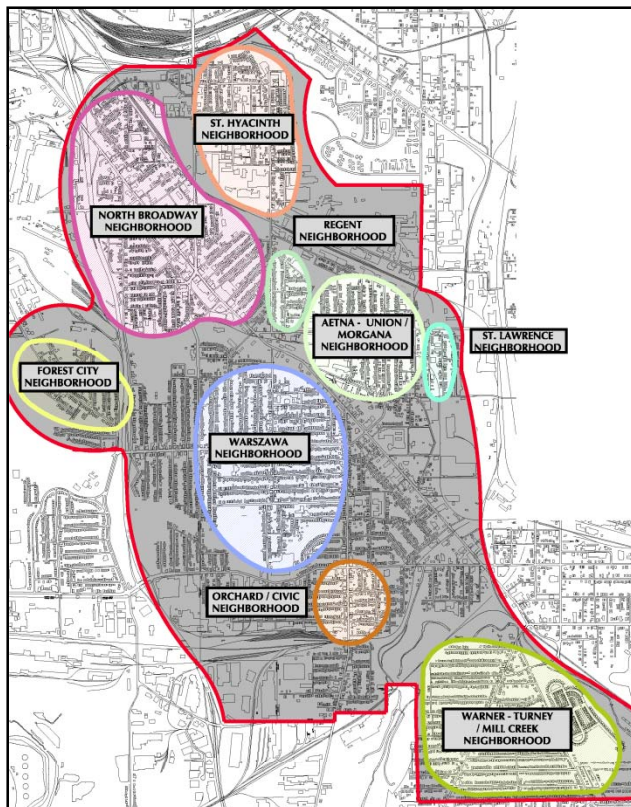 ST. HYACINTH
NEIGHBORHOOD
NORTH BROADWAY
NEIGHBORHOOD
REGENT
NEIGHBORHOOD
AETNA - UNION /
MORGANA
NEIGHBORHOOD
ST. LAWRENCE
NEIGHBORHOOD
FOREST CITY
NEIGHBORHOOD
WARSZAWA
NEIGHBORHOOD
ORCHARD / CIVIC
NEIGHBORHOOD
WARNER - TURNEY
/ MILL CREEK
NEIGHBORHOOD